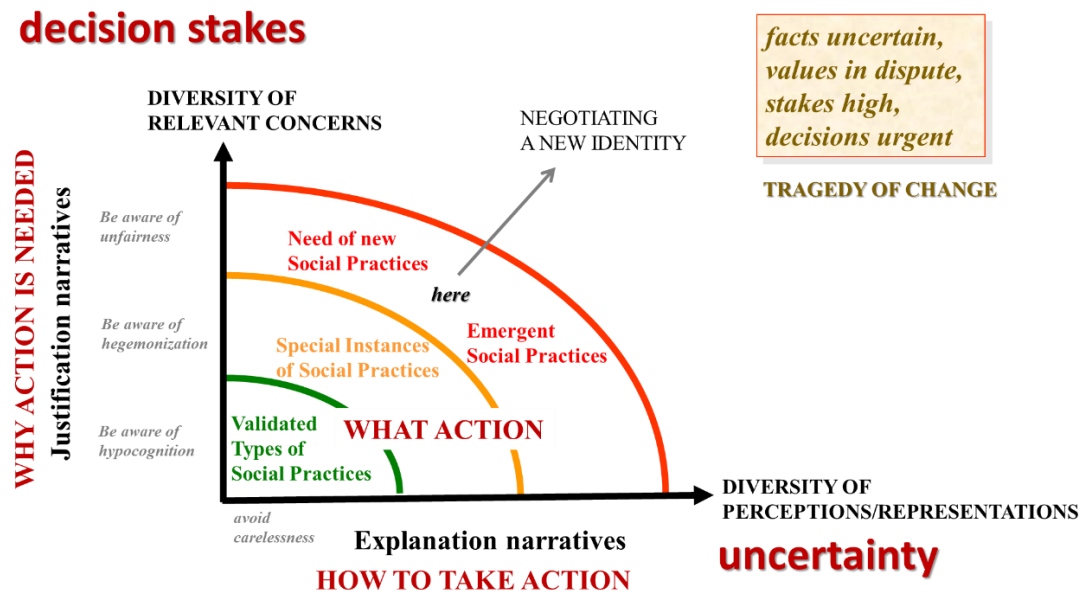 decision stakes
facts uncertain,
values in dispute,
stakes high,
decisions urgent
TRAGEDY OF CHANGE
DIVERSITY OF
RELEVANT CONCERNS
NEGOTIATING
A NEW IDENTITY
WHY ACTION IS NEEDED
Justification narratives
Be aware of
unfairness
Need of new
Social Practices
here
Be aware of
hegemonization
Special Instances
of Social Practices
Emergent
Social Practices
Be aware of
hypocognition
Validated
Types of
Social Practices
WHAT ACTION
DIVERSITY OF
PERCEPTIONS/REPRESENTATIONS
avoid
carelessness
Explanation narratives
HOW TO TAKE ACTION
uncertainty